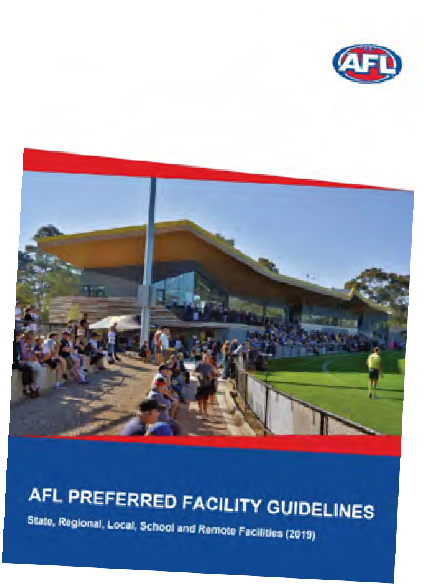 AFL
AFL PREFERRED FACILITY GUIDELINES
State, Regional, Local, School and Remote Facilities (2019)